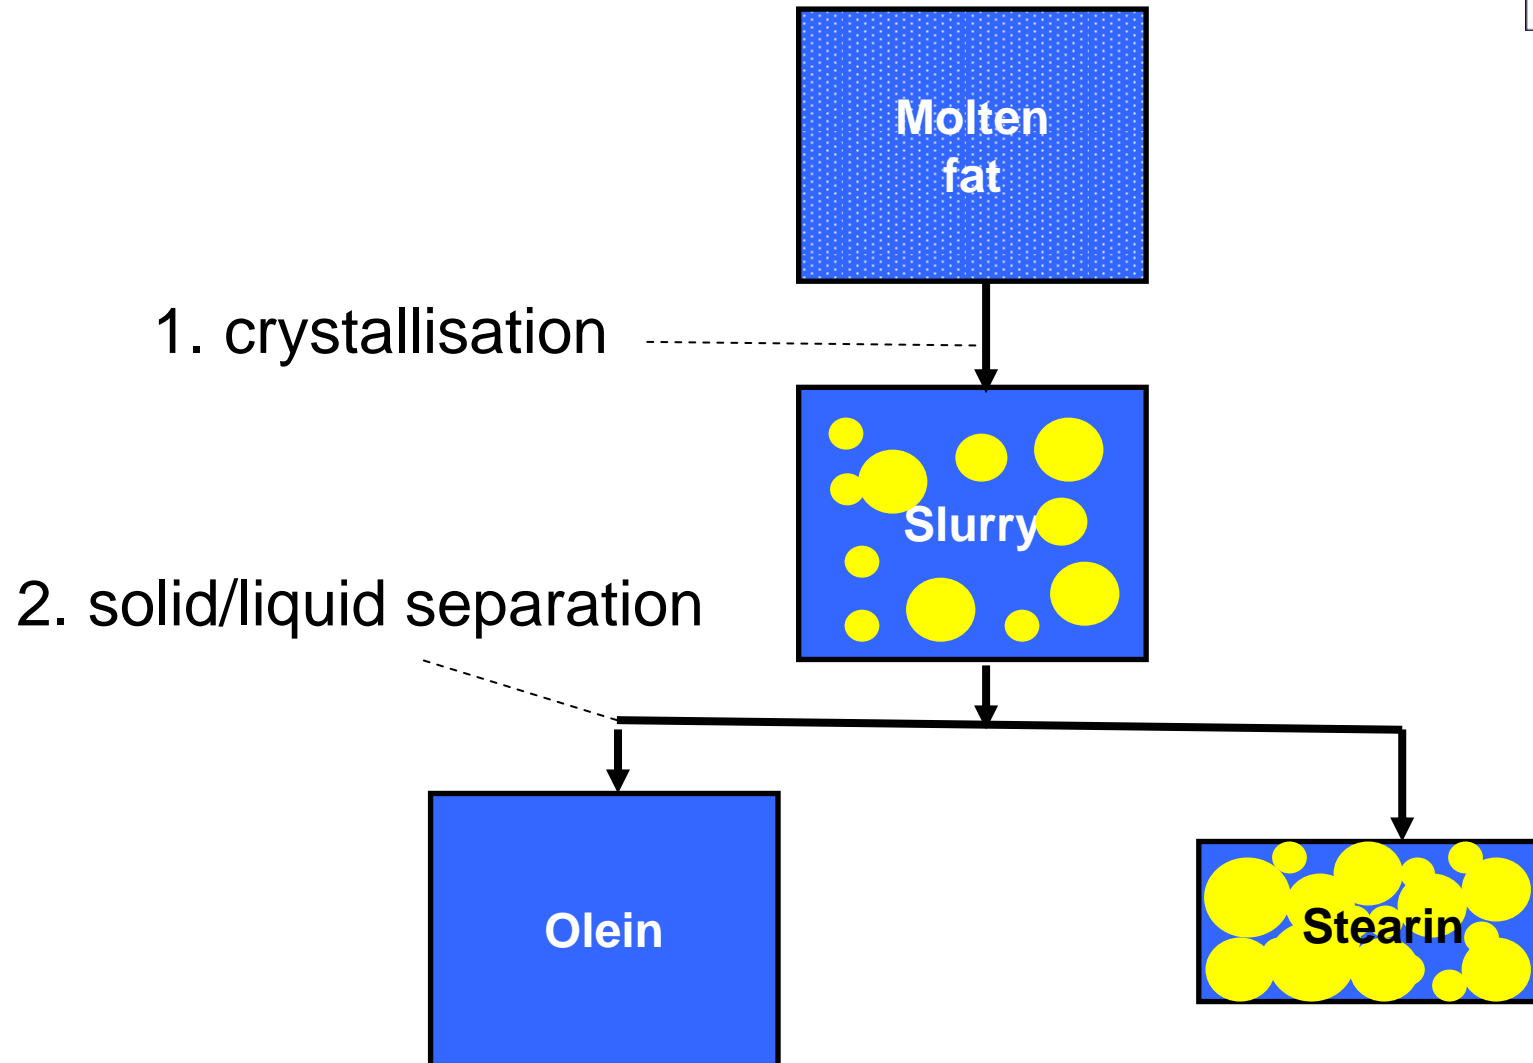 Molten
fat
1. crystallisation
Slurry
2. solid/liquid separation
Olein
Stearin